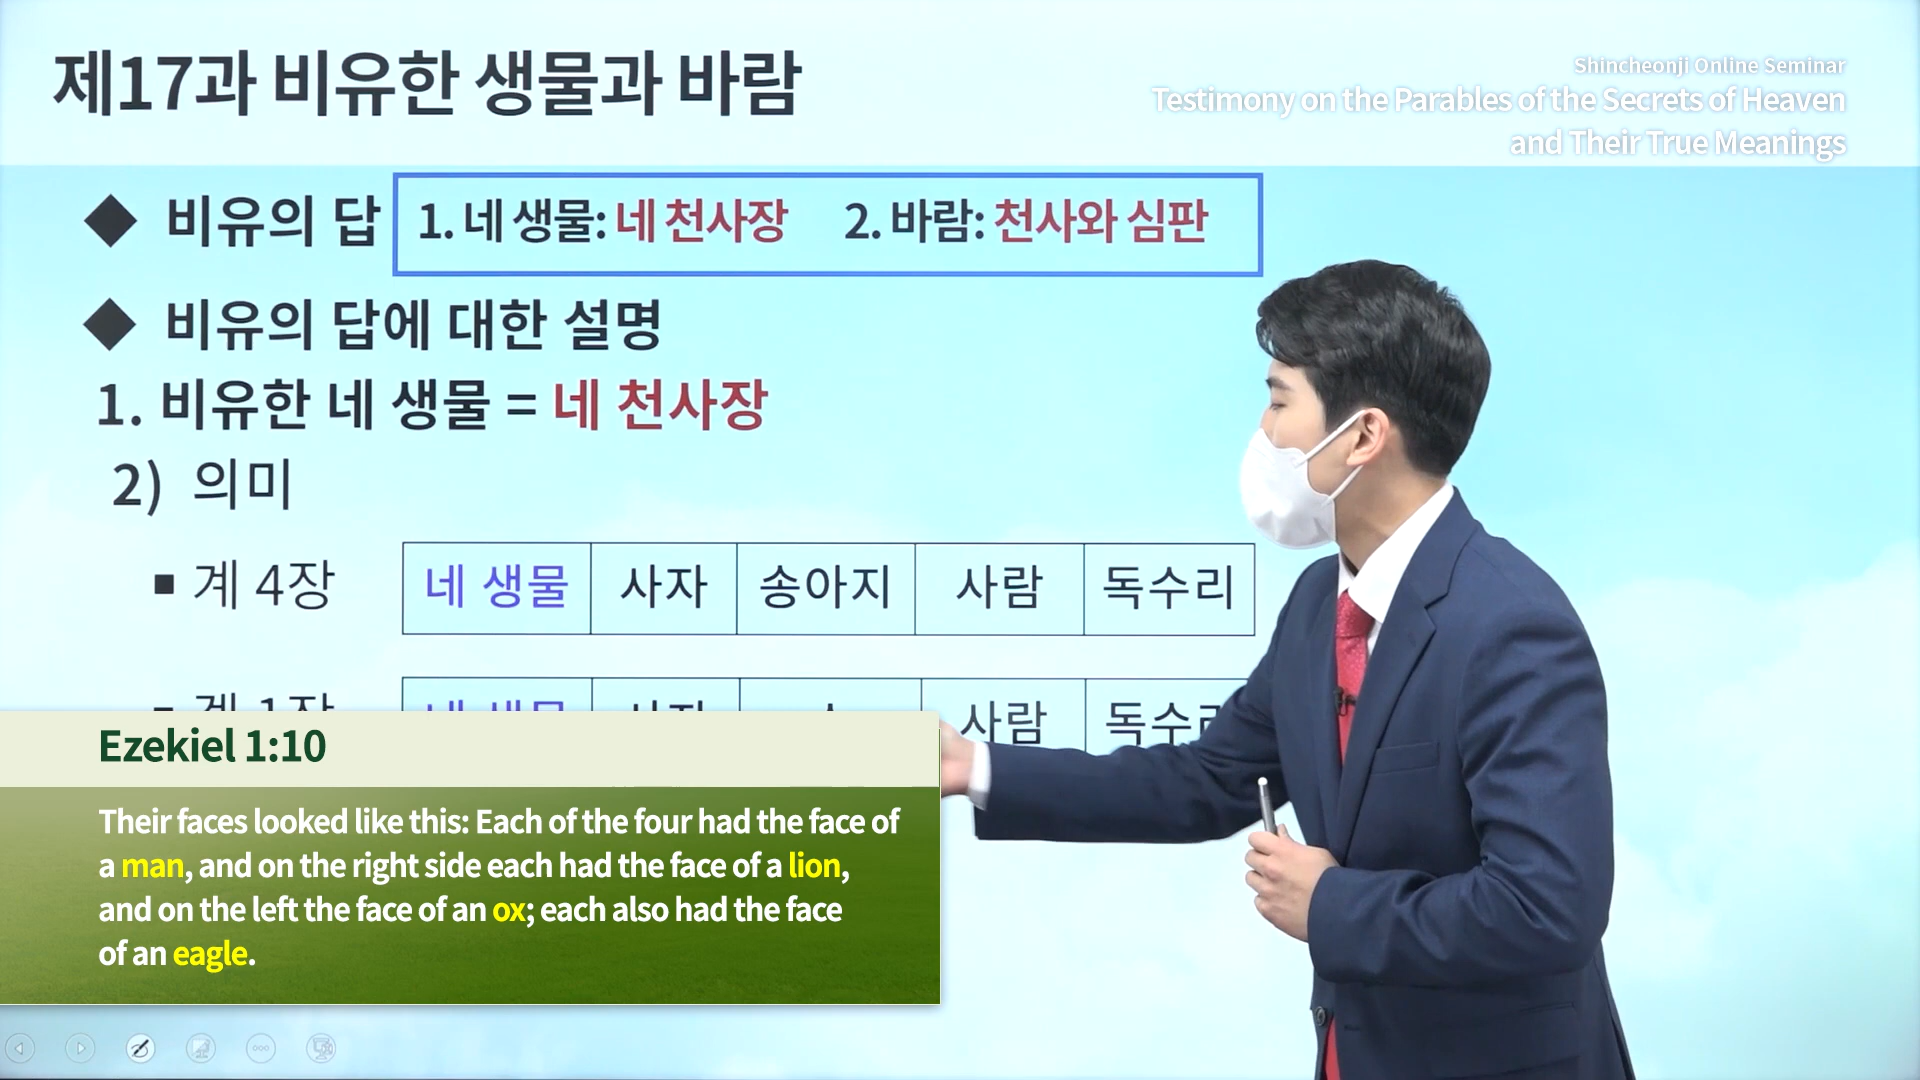 제17과 비유한 생물과 바람
Shincheonji Online Seminar
Testimony on the Parables of the Secrets of Heaven
and Their True Meanings
◆ 비유의 답 1. 네 생물: 네 천사장 2. 바람: 천사와 심판
◆ 비유의 답에 대한 설명
1. 비유한 네 생물 = 네 천사장
2) 의미
▪ 계 4장 네 생물 사자 송아지 사람 독수리
사람 독수리
Ezekiel 1:10
Their faces looked like this: Each of the four had the face of
a man, and on the right side each had the face of a lion,
and on the left the face of an ox; each also had the face
of an eagle.